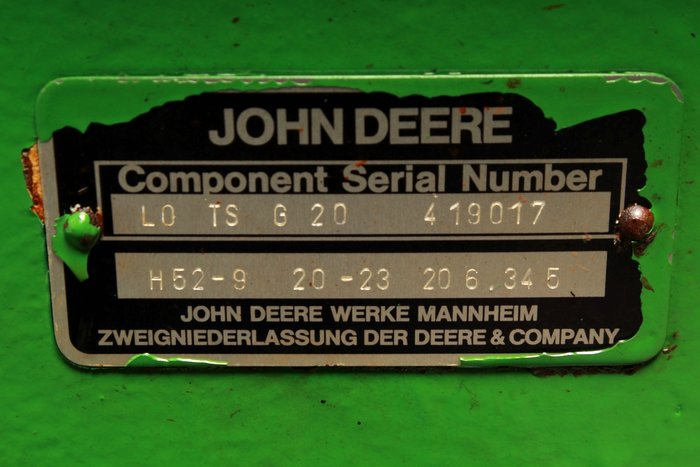 JOHN DEERE
Component Serial Number
LO TS G 20 419017
H52-9 20-23 206.345
JOHN DEERE WERKE MANNHEIM
ZWEIGNIEDERLASSUNG DER DEERE & COMPANY